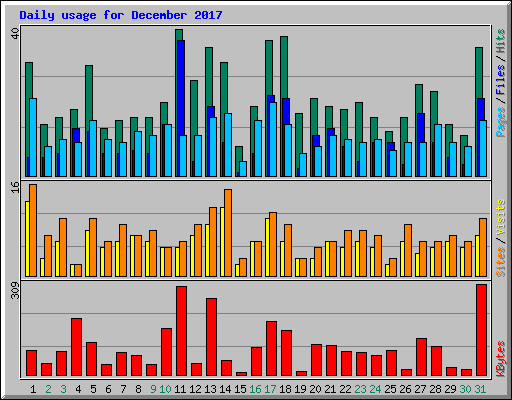 Daily usage for December 2017
40
Pages/Files/Hits
16
Sites/Visits
309
KBytes
1 2 3 4 5 6 7 8 9 10 11 12 13 14 15 16 17 18 19 20 21 22 23 24 25 26 27 28 29 30 31